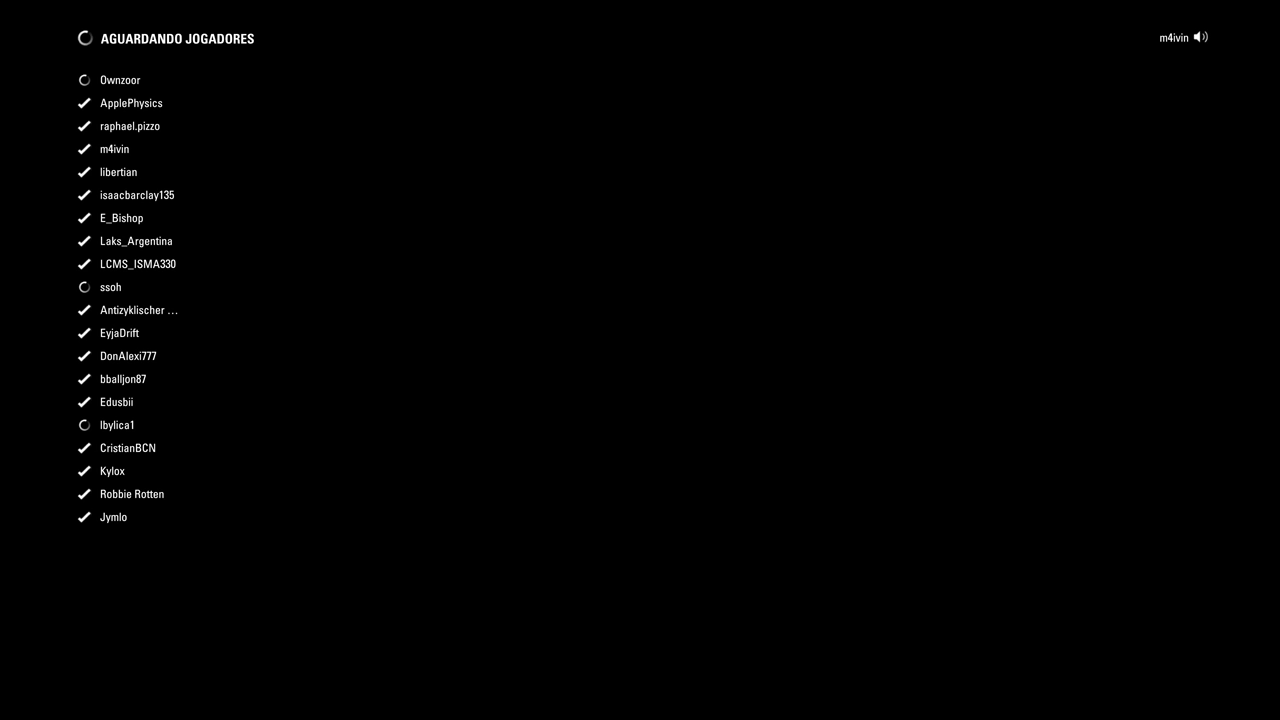 AGUARDANDO JOGADORES
m4ivin
Ownzoor
ApplePhysics
raphael.pizzo
m4ivin
libertian
isaacbarclay135
E_Bishop
Laks_Argentina
LCMS_ISMA330
ssoh
Antizyklischer ...
EyjaDrift
DonAlexi777
bballjon87
Edusbii
lbylica1
CristianBCN
Kylox
Robbie Rotten
Jymlo